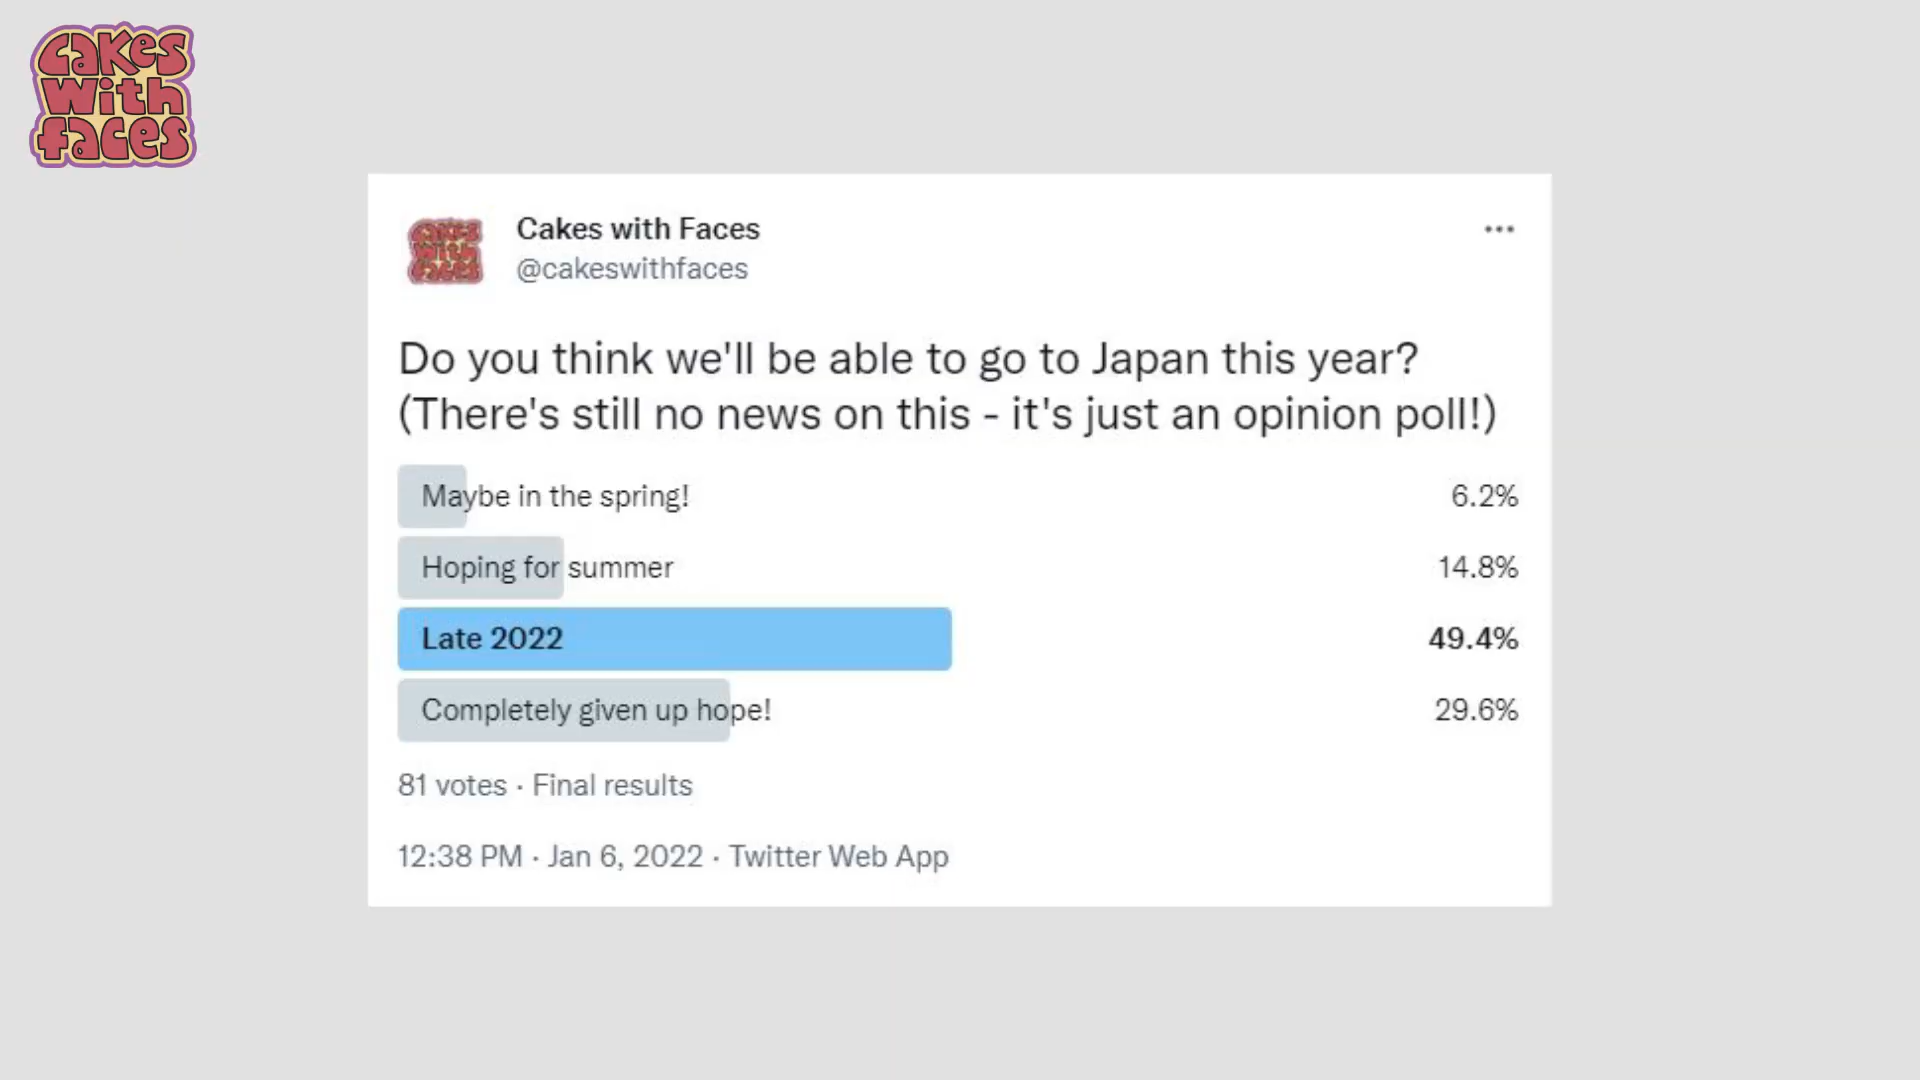 Cakes
With
faces
Cakes
With
faces
Cakes with Faces
@cakeswithfaces
Do you think we'll be able to go to Japan this year?
(There's still no news on this - it's just an opinion poll!)
Maybe in the spring! 6.2%
Hoping for summer 14.8%
Late 2022 49.4%
Completely given up hope! 29.6%
81 votes · Final results
12:38 PM · Jan 6, 2022 · Twitter Web App